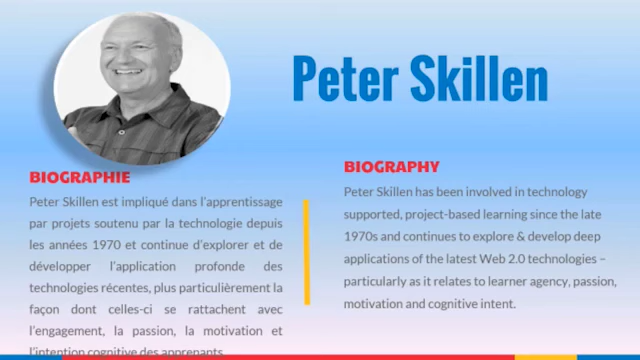 Peter Skillen
BIOGRAPHIE
Peter Skillen est impliqué dans l'apprentissage
par projets soutenu par la technologie depuis
les années 1970 et continue d'explorer et de
développer l'application profonde des
technologies récentes, plus particulièrement la
façon dont celles-ci se rattachent avec
l'engagement, la passion, la motivation et
l'intention cognitive des apprenants.
BIOGRAPHY
Peter Skillen has been involved in technology
supported, project-based learning since the late
1970s and continues to explore & develop deep
applications of the latest Web 2.0 technologies –
particularly as it relates to learner agency, passion,
motivation and cognitive intent.